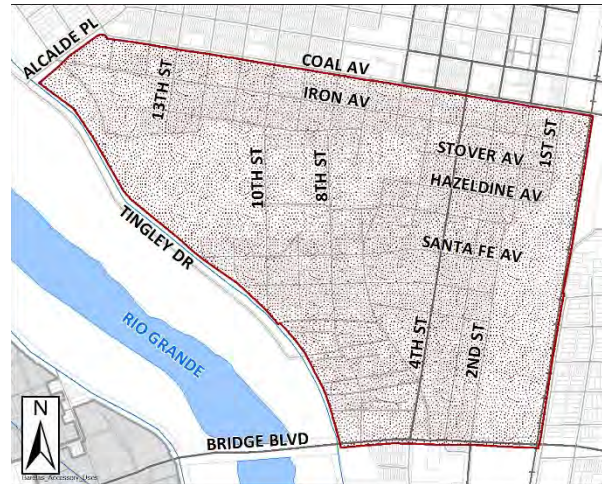 ALCALDE PL
COAL AV
IRON AV
13TH ST
1ST ST
STOVER AV
10TH ST
8TH ST
HAZELDINE AV
TINGLEY DR
SANTA FE AV
RIO GRANDE
4TH ST
2ND ST
N
BRIDGE BLVD
Barelas_Accessory_Uses